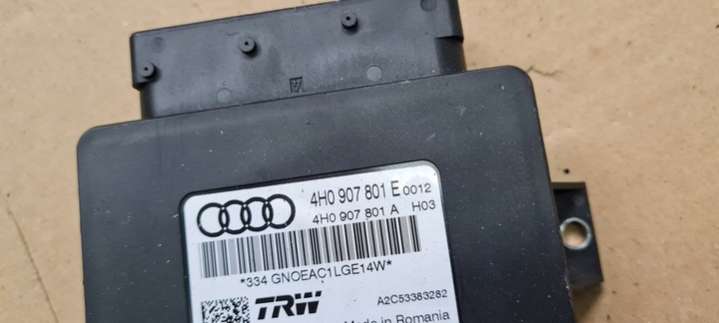 4H0 907 801 E 0012
4H0 907 801 A H03
*334 GNOEAC1LGE14W*
TRW A2C53383282
Made in Romania